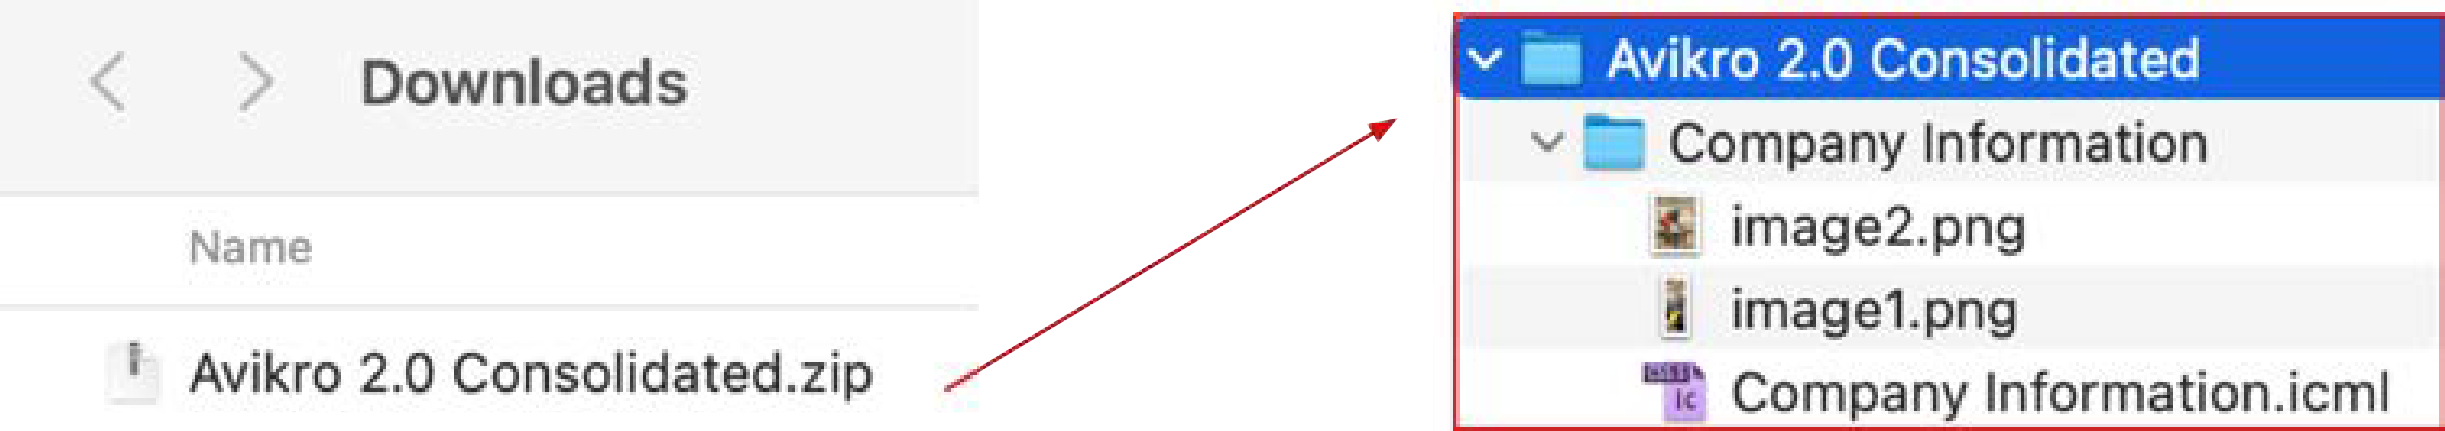 Downloads
Name
Avikro 2.0 Consolidated.zip
Avikro 2.0 Consolidated
Company Information
image2.png
image1.png
Company Information.icml